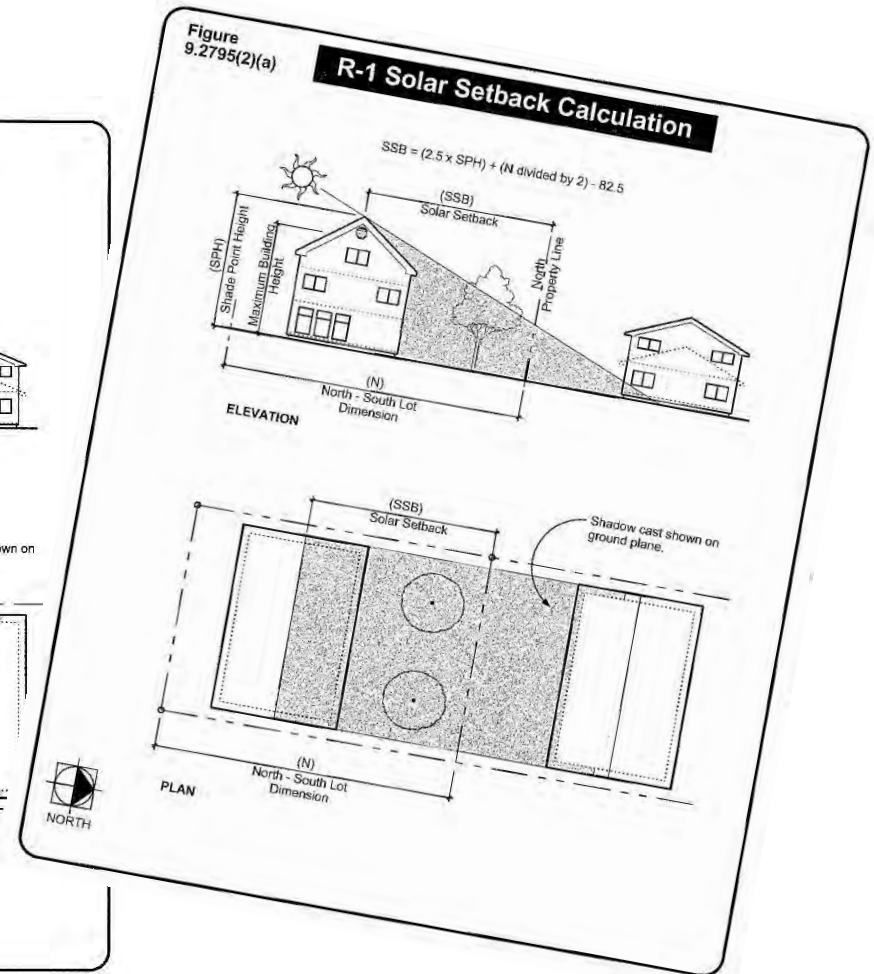 Figure
9.2795(2)(a)
R-1 Solar Setback Calculation
SSB = (2.5 x SPH) + (N divided by 2) - 82.5
(SSB)
Solar Setback
(SPH)
Shade Point Height
Maximum Building
Height
North
Property Line
(N)
North - South Lot
Dimension
ELEVATION
(SSB)
Solar Setback
Shadow cast shown on
ground plane.
(N)
North - South Lot
Dimension
PLAN
NORTH
wn on